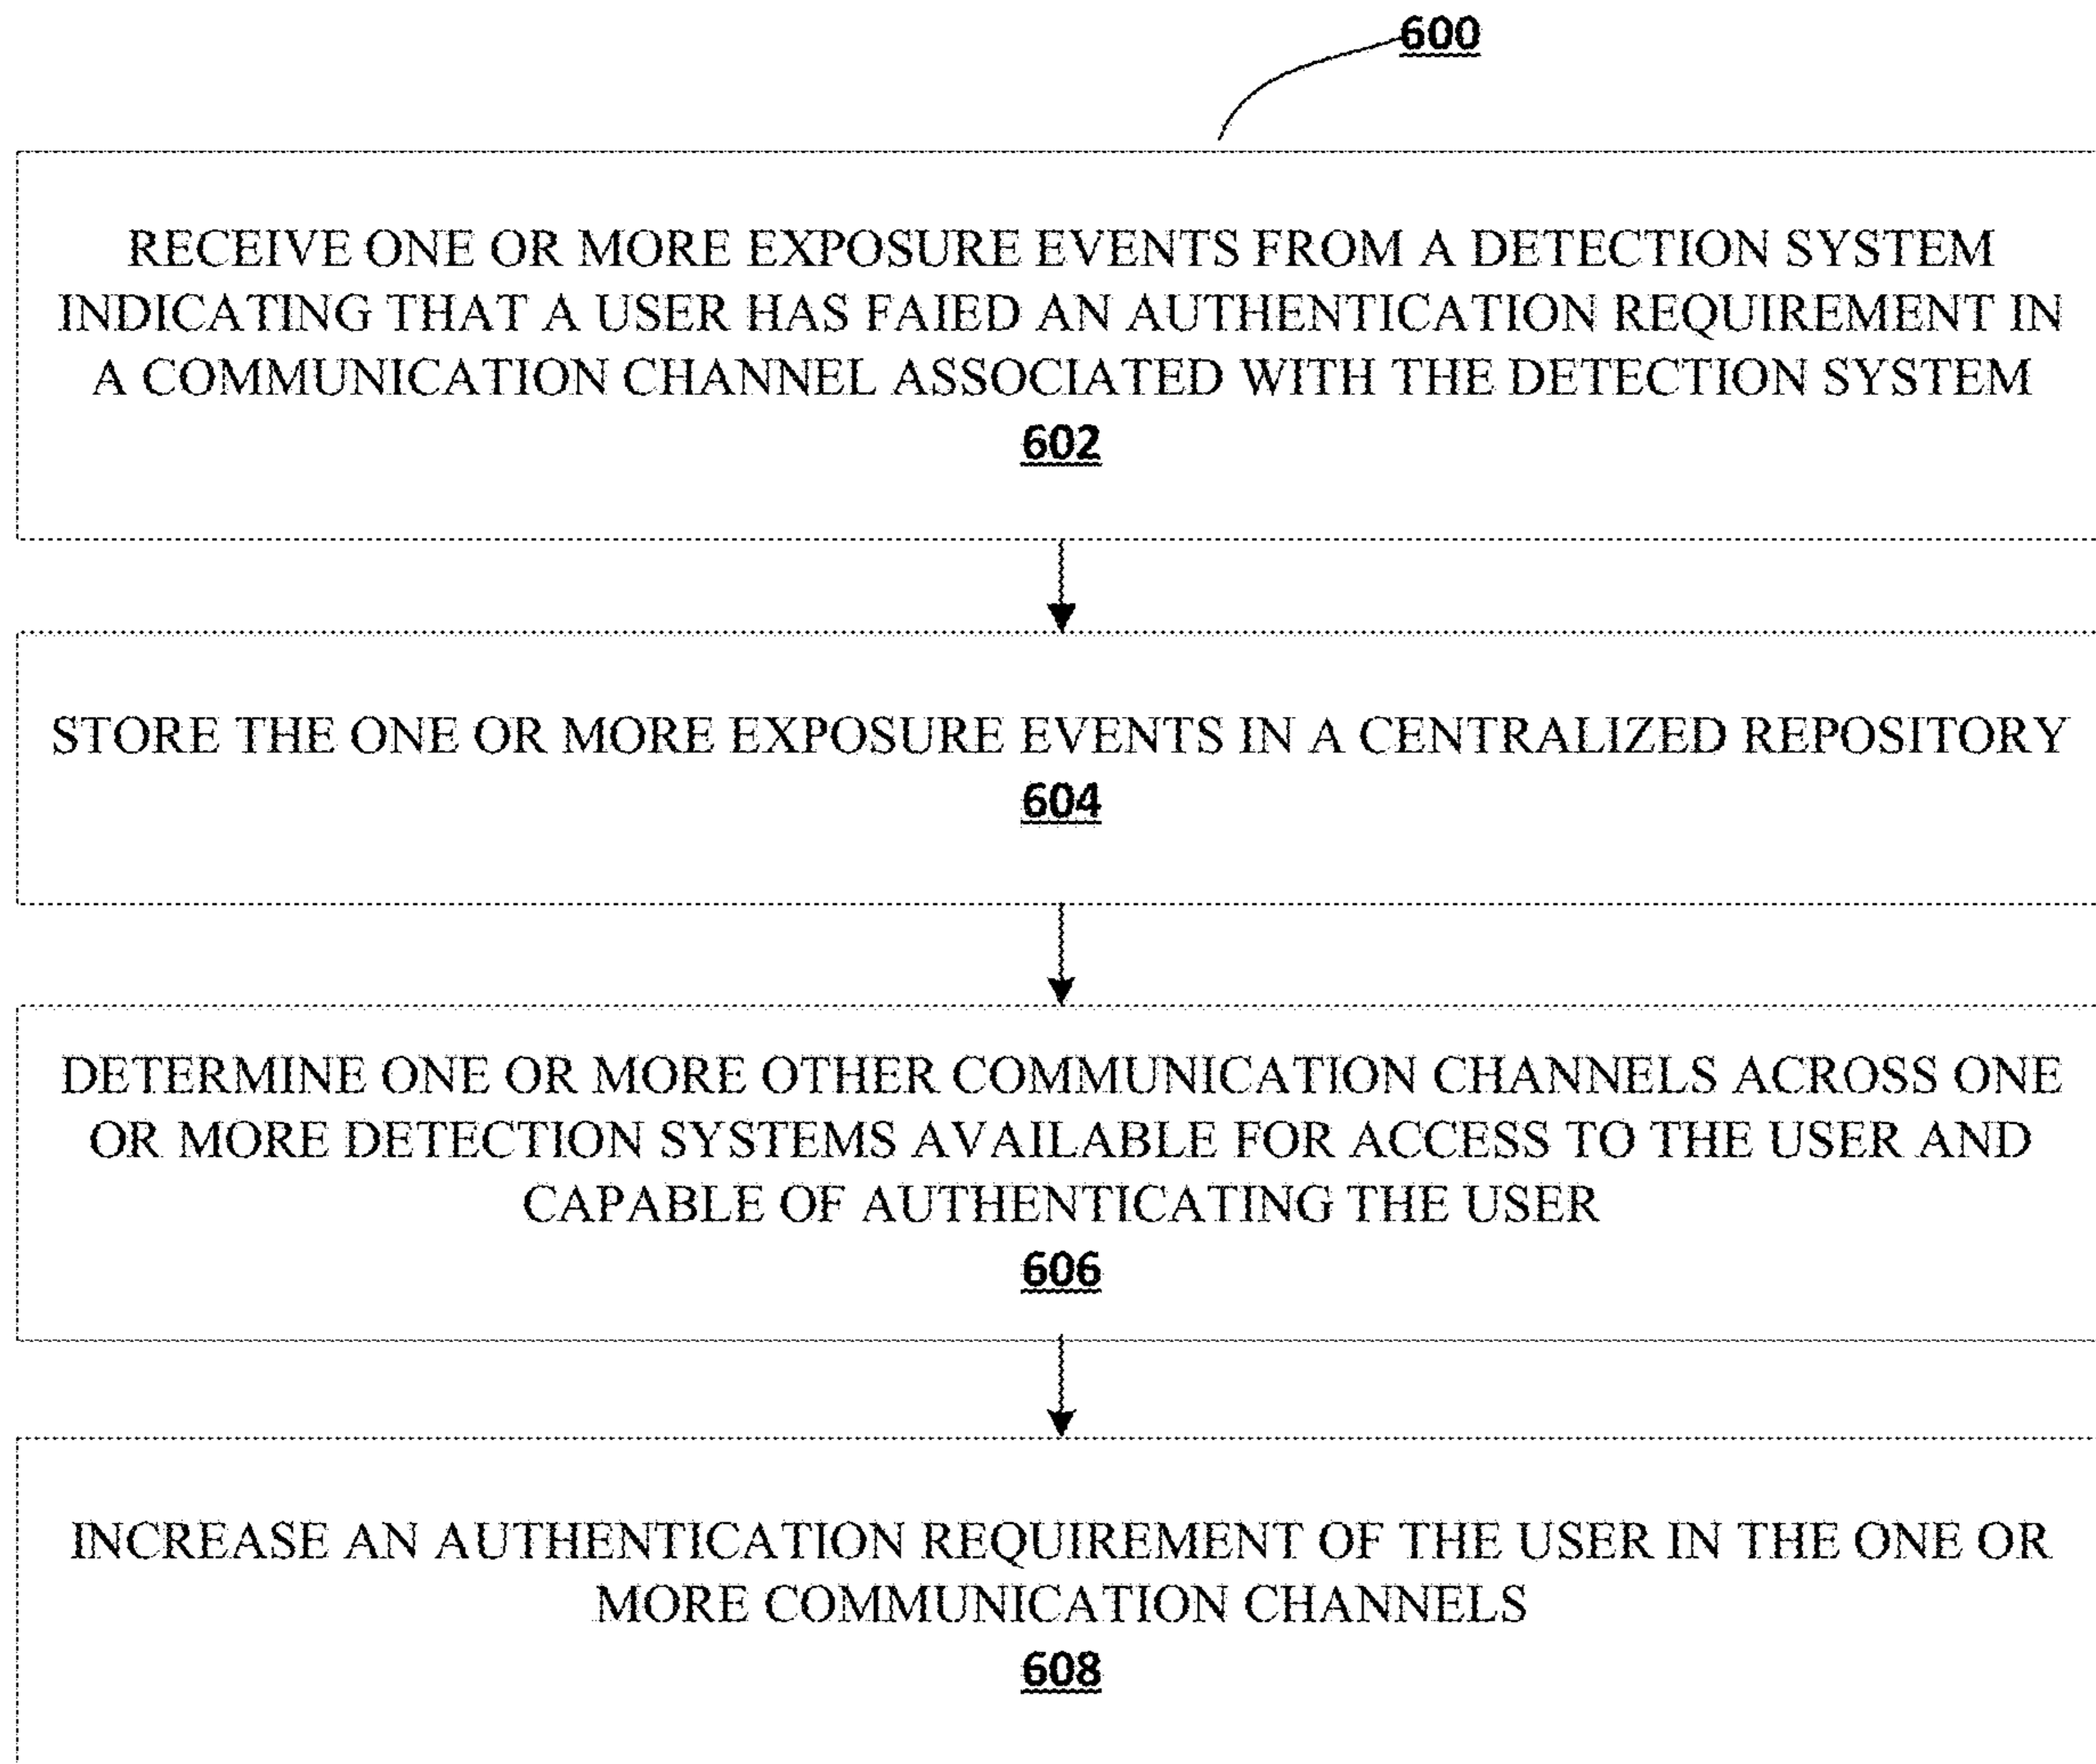 600
RECEIVE ONE OR MORE EXPOSURE EVENTS FROM A DETECTION SYSTEM
INDICATING THAT A USER HAS FAIED AN AUTHENTICATION REQUIREMENT IN
A COMMUNICATION CHANNEL ASSOCIATED WITH THE DETECTION SYSTEM
602
STORE THE ONE OR MORE EXPOSURE EVENTS IN A CENTRALIZED REPOSITORY
604
DETERMINE ONE OR MORE OTHER COMMUNICATION CHANNELS ACROSS ONE
OR MORE DETECTION SYSTEMS AVAILABLE FOR ACCESS TO THE USER AND
CAPABLE OF AUTHENTICATING THE USER
606
INCREASE AN AUTHENTICATION REQUIREMENT OF THE USER IN THE ONE OR
MORE COMMUNICATION CHANNELS
608